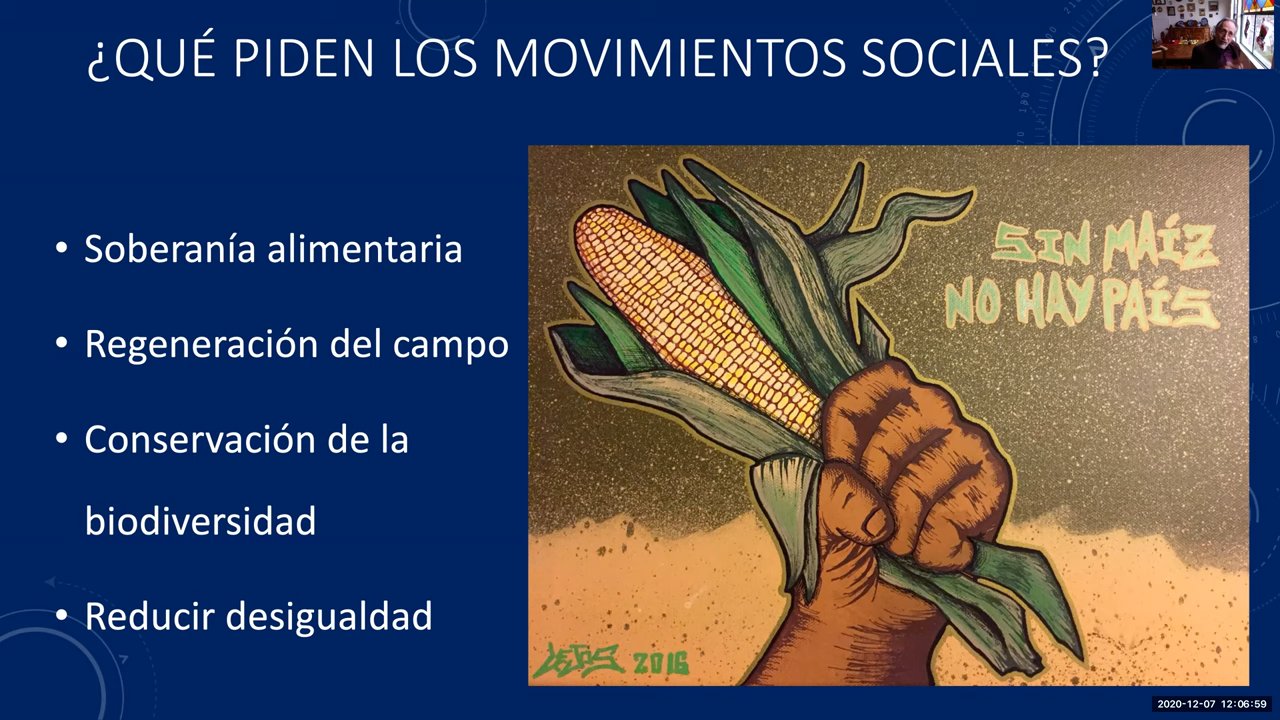 ¿QUÉ PIDEN LOS MOVIMIENTOS SOCIALES?
• Soberanía alimentaria
• Regeneración del campo
• Conservación de la
biodiversidad
• Reducir desigualdad
SIN MAÍZ
NO HAY PAÍS
LETUS 2016
2020-12-07 12:06:59